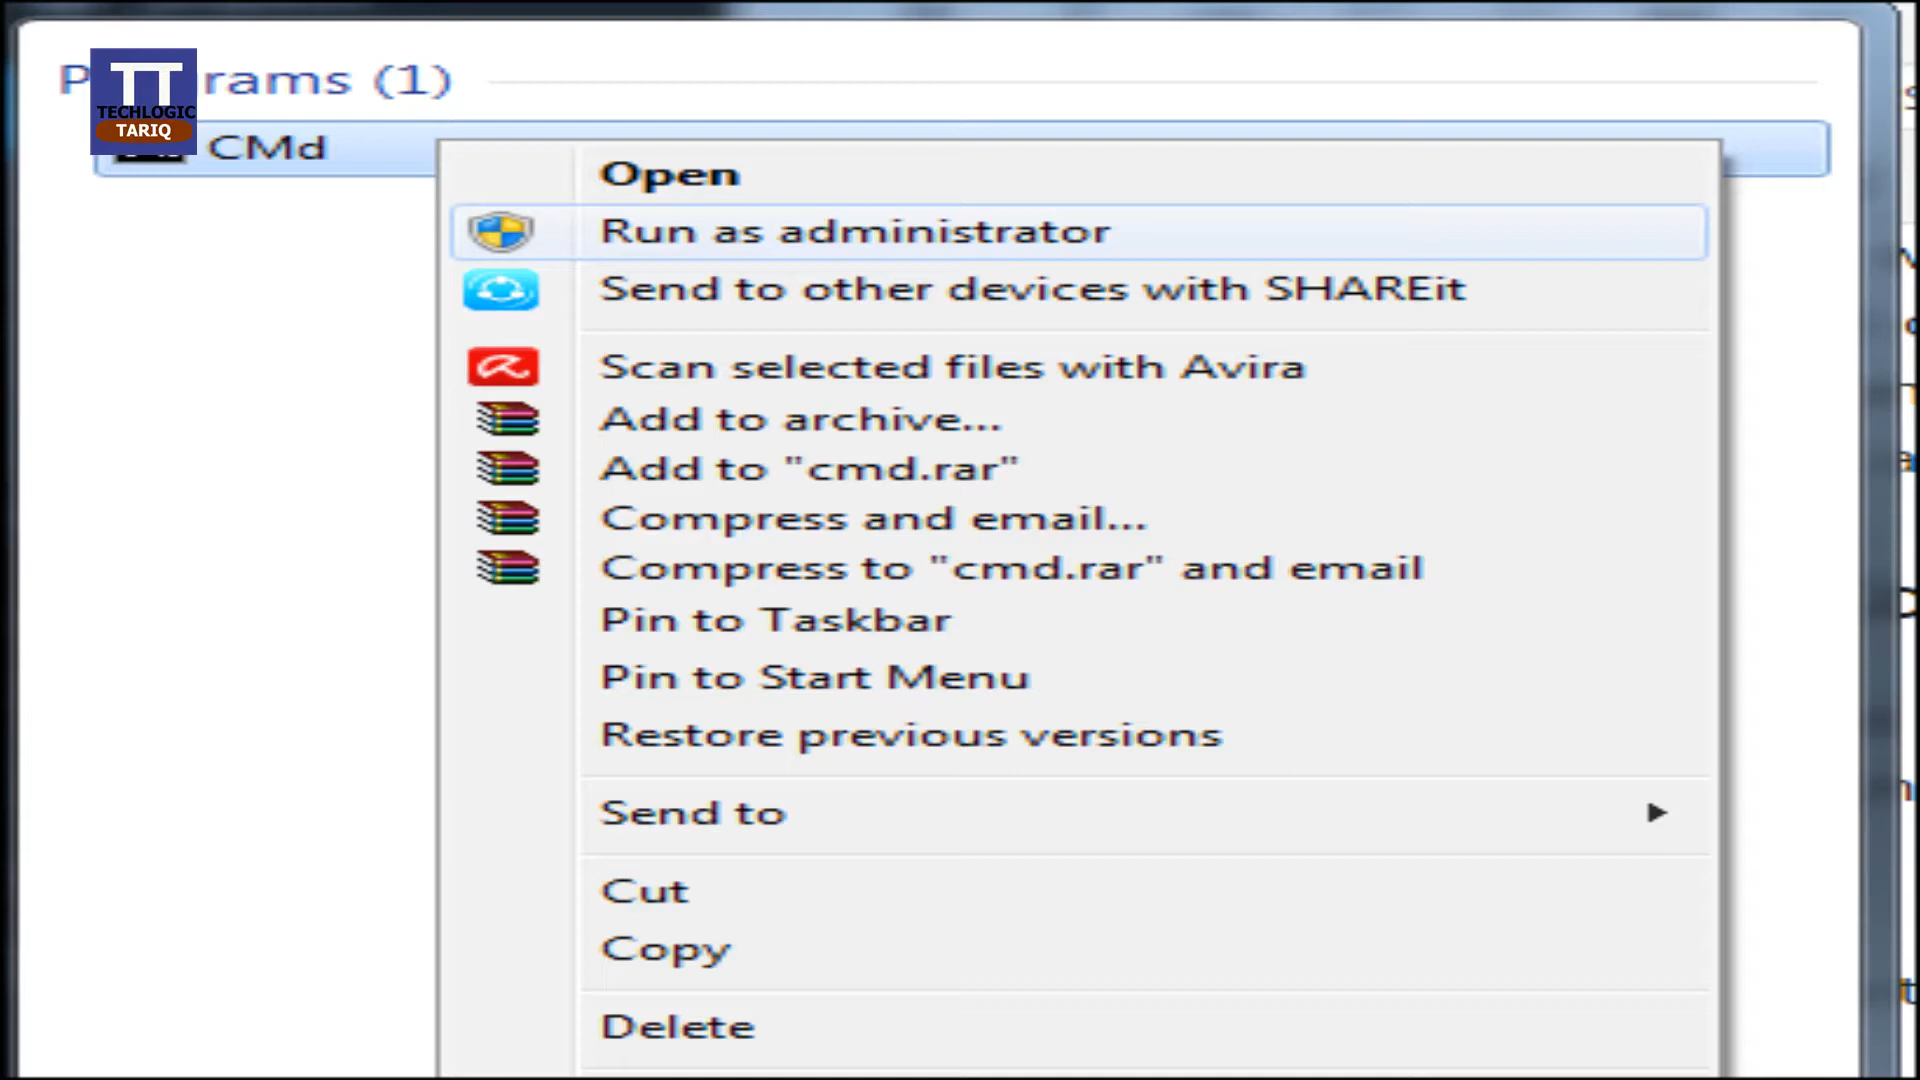 rams (1)
TT
TECHLOGIC
TARIQ
CMd
Open
Run as administrator
Send to other devices with SHAREit
Scan selected files with Avira
Add to archive...
Add to "cmd.rar"
Compress and email...
Compress to "cmd.rar" and email
Pin to Taskbar
Pin to Start Menu
Restore previous versions
Send to
Cut
Copy
Delete